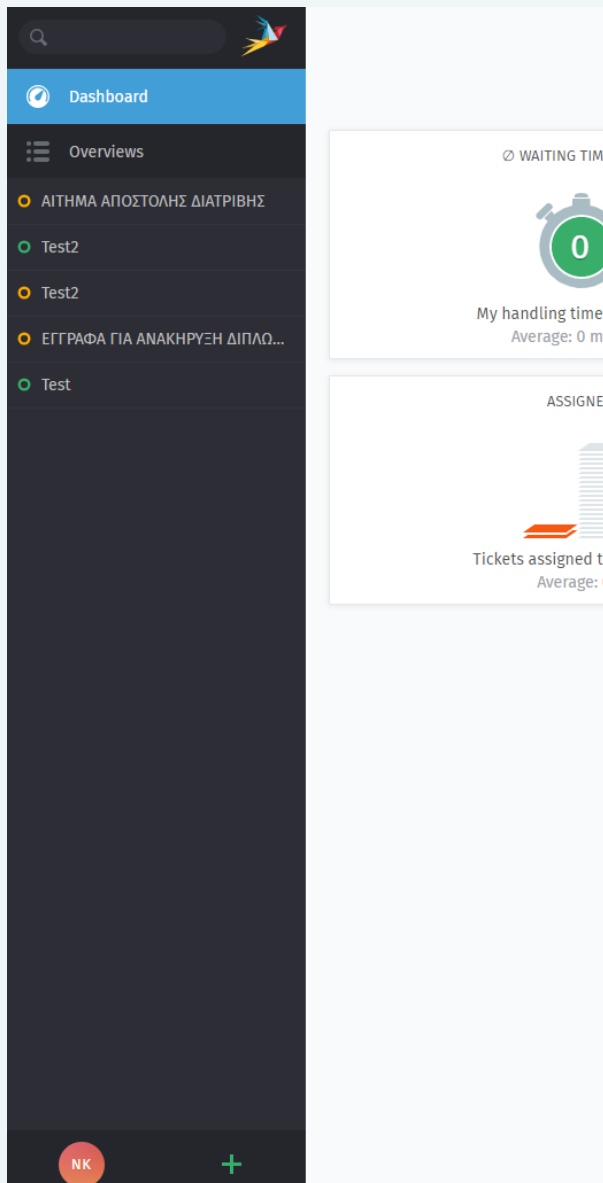 Dashboard
Overviews
ΑΙΤΗΜΑ ΑΠΟΣΤΟΛΗΣ ΔΙΑΤΡΙΒΗΣ
Test2
Test2
ΕΓΓΡΑΦΑ ΓΙΑ ΑΝΑΚΗΡΥΞΗ ΔΙΠΛΩ...
Test
NK
∅ WAITING TIM
0
My handling time
Average: 0 m
ASSIGNE
Tickets assigned t
Average: